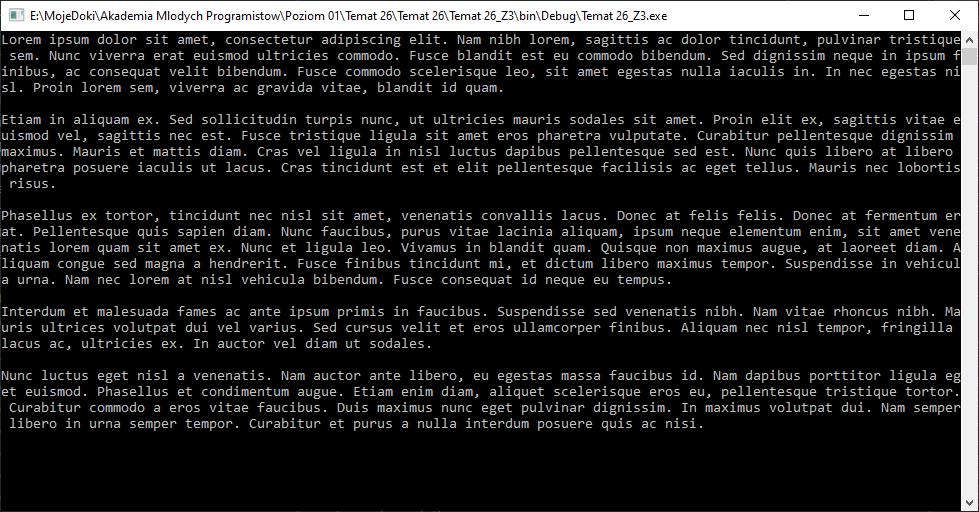 E:\MojeDoki\Akademia Mlodych Programistow\Poziom 01\Temat 26\Temat 26\Temat 26_Z3\bin\Debug\Temat 26_Z3.exe
Lorem ipsum dolor sit amet, consectetur adipiscing elit. Nam nibh lorem, sagittis ac dolor tincidunt, pulvinar tristique
 sem. Nunc viverra erat euismod ultricies commodo. Fusce blandit est eu commodo bibendum. Sed dignissim neque in ipsum f
inibus, ac consequat velit bibendum. Fusce commodo scelerisque leo, sit amet egestas nulla iaculis in. In nec egestas ni
sl. Proin lorem sem, viverra ac gravida vitae, blandit id quam.

Etiam in aliquam ex. Sed sollicitudin turpis nunc, ut ultricies mauris sodales sit amet. Proin elit ex, sagittis vitae e
uismod vel, sagittis nec est. Fusce tristique ligula sit amet eros pharetra vulputate. Curabitur pellentesque dignissim
maximus. Mauris et mattis diam. Cras vel ligula in nisl luctus dapibus pellentesque sed est. Nunc quis libero at libero
pharetra posuere iaculis ut lacus. Cras tincidunt est et elit pellentesque facilisis ac eget tellus. Mauris nec lobortis
 risus.

Phasellus ex tortor, tincidunt nec nisl sit amet, venenatis convallis lacus. Donec at felis felis. Donec at fermentum er
at. Pellentesque quis sapien diam. Nunc faucibus, purus vitae lacinia aliquam, ipsum neque elementum enim, sit amet vene
natis lorem quam sit amet ex. Nunc et ligula leo. Vivamus in blandit quam. Quisque non maximus augue, at laoreet diam. A
liquam congue sed magna a hendrerit. Fusce finibus tincidunt mi, et dictum libero maximus tempor. Suspendisse in vehicul
a urna. Nam nec lorem at nisl vehicula bibendum. Fusce consequat id neque eu tempus.

Interdum et malesuada fames ac ante ipsum primis in faucibus. Suspendisse sed venenatis nibh. Nam vitae rhoncus nibh. Ma
uris ultrices volutpat dui vel varius. Sed cursus velit et eros ullamcorper finibus. Aliquam nec nisl tempor, fringilla
lacus ac, ultricies ex. In auctor vel diam ut sodales.

Nunc luctus eget nisl a venenatis. Nam auctor ante libero, eu egestas massa faucibus id. Nam dapibus porttitor ligula eg
et euismod. Phasellus et condimentum augue. Etiam enim diam, aliquet scelerisque eros eu, pellentesque tristique tortor.
 Curabitur commodo a eros vitae faucibus. Duis maximus nunc eget pulvinar dignissim. In maximus volutpat dui. Nam semper
 libero in urna semper tempor. Curabitur et purus a nulla interdum posuere quis ac nisi.